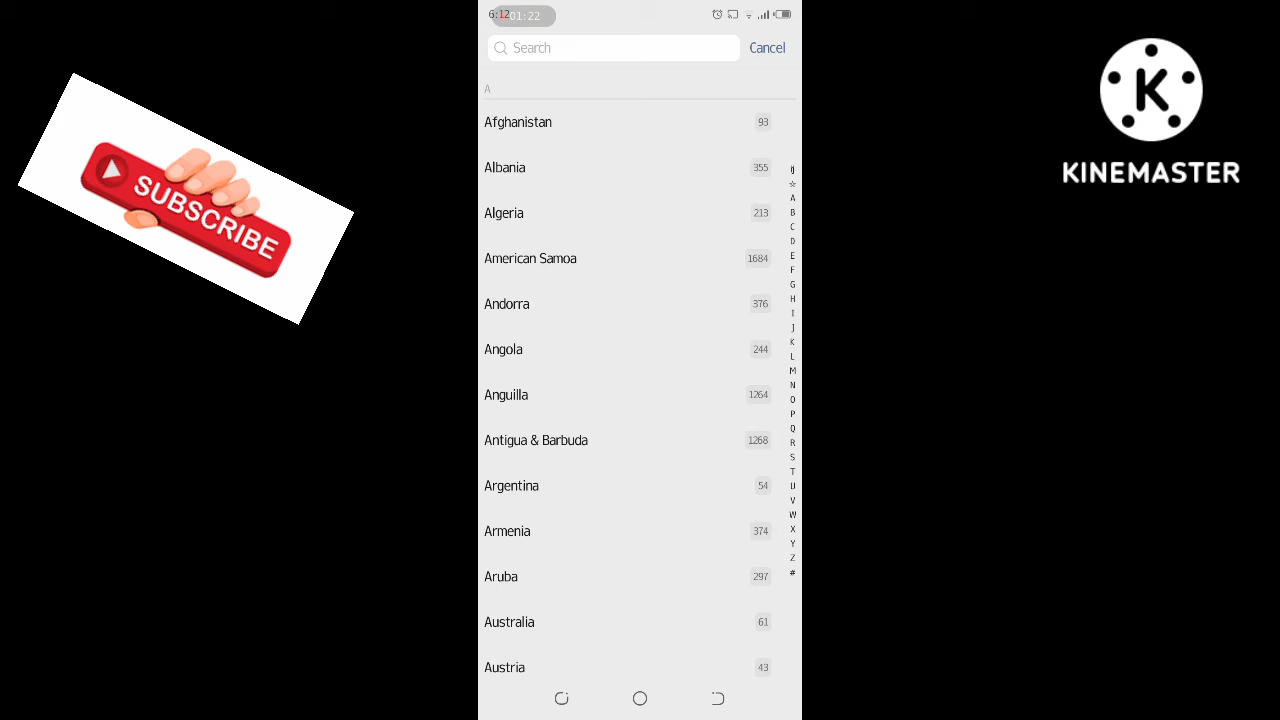 6:12
01:22
Search
Cancel
A
Afghanistan 93
Albania 355
Algeria 213
American Samoa 1684
Andorra 376
Angola 244
Anguilla 1264
Antigua & Barbuda 1268
Argentina 54
Armenia 374
Aruba 297
Australia 61
Austria 43
☆
A
B
C
D
E
F
G
H
I
J
K
L
M
N
O
P
Q
R
S
T
U
V
W
X
Y
Z
#
SUBSCRIBE
K
KINEMASTER